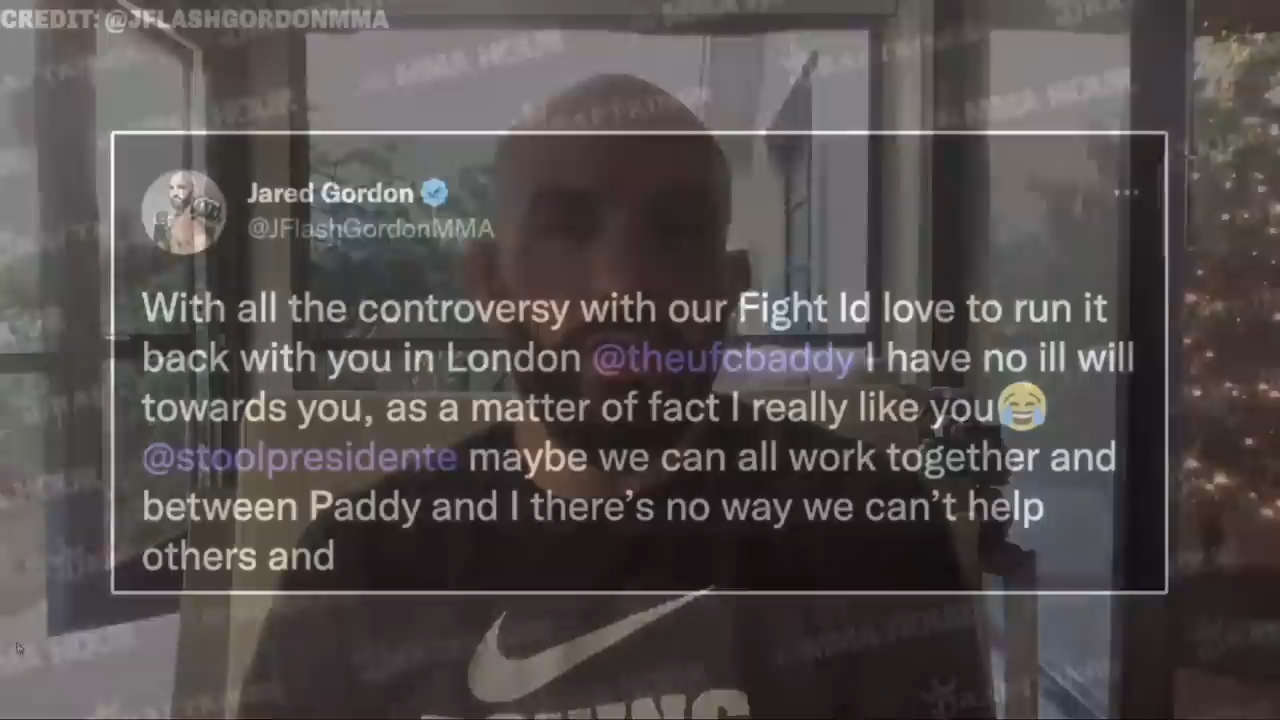 CREDIT: @JFLASHGORDONMMA
Jared Gordon
@JFlashGordonMMA
With all the controversy with our Fight Id love to run it
back with you in London @theufcbaddy I have no ill will
towards you, as a matter of fact I really like you😂
@stoolpresidente maybe we can all work together and
between Paddy and I there's no way we can't help
others and